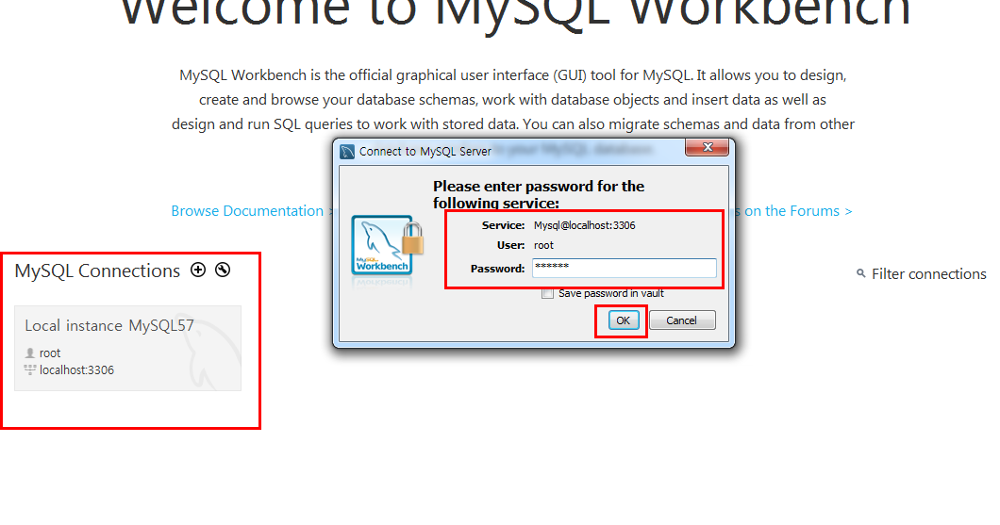 Welcome to MySQL Workbench
MySQL Workbench is the official graphical user interface (GUI) tool for MySQL. It allows you to design,
create and browse your database schemas, work with database objects and insert data as well as
design and run SQL queries to work with stored data. You can also migrate schemas and data from other
to your MySQL database
Connect to MySQL Server
Please enter password for the
following service:
Service: Mysql@localhost:3306
User: root
Password: ******
Save password in vault
OK
Cancel
MySQL
Workbench
Browse Documentation >
on the Forums >
MySQL Connections
Filter connections
Local instance MySQL57
root
localhost:3306